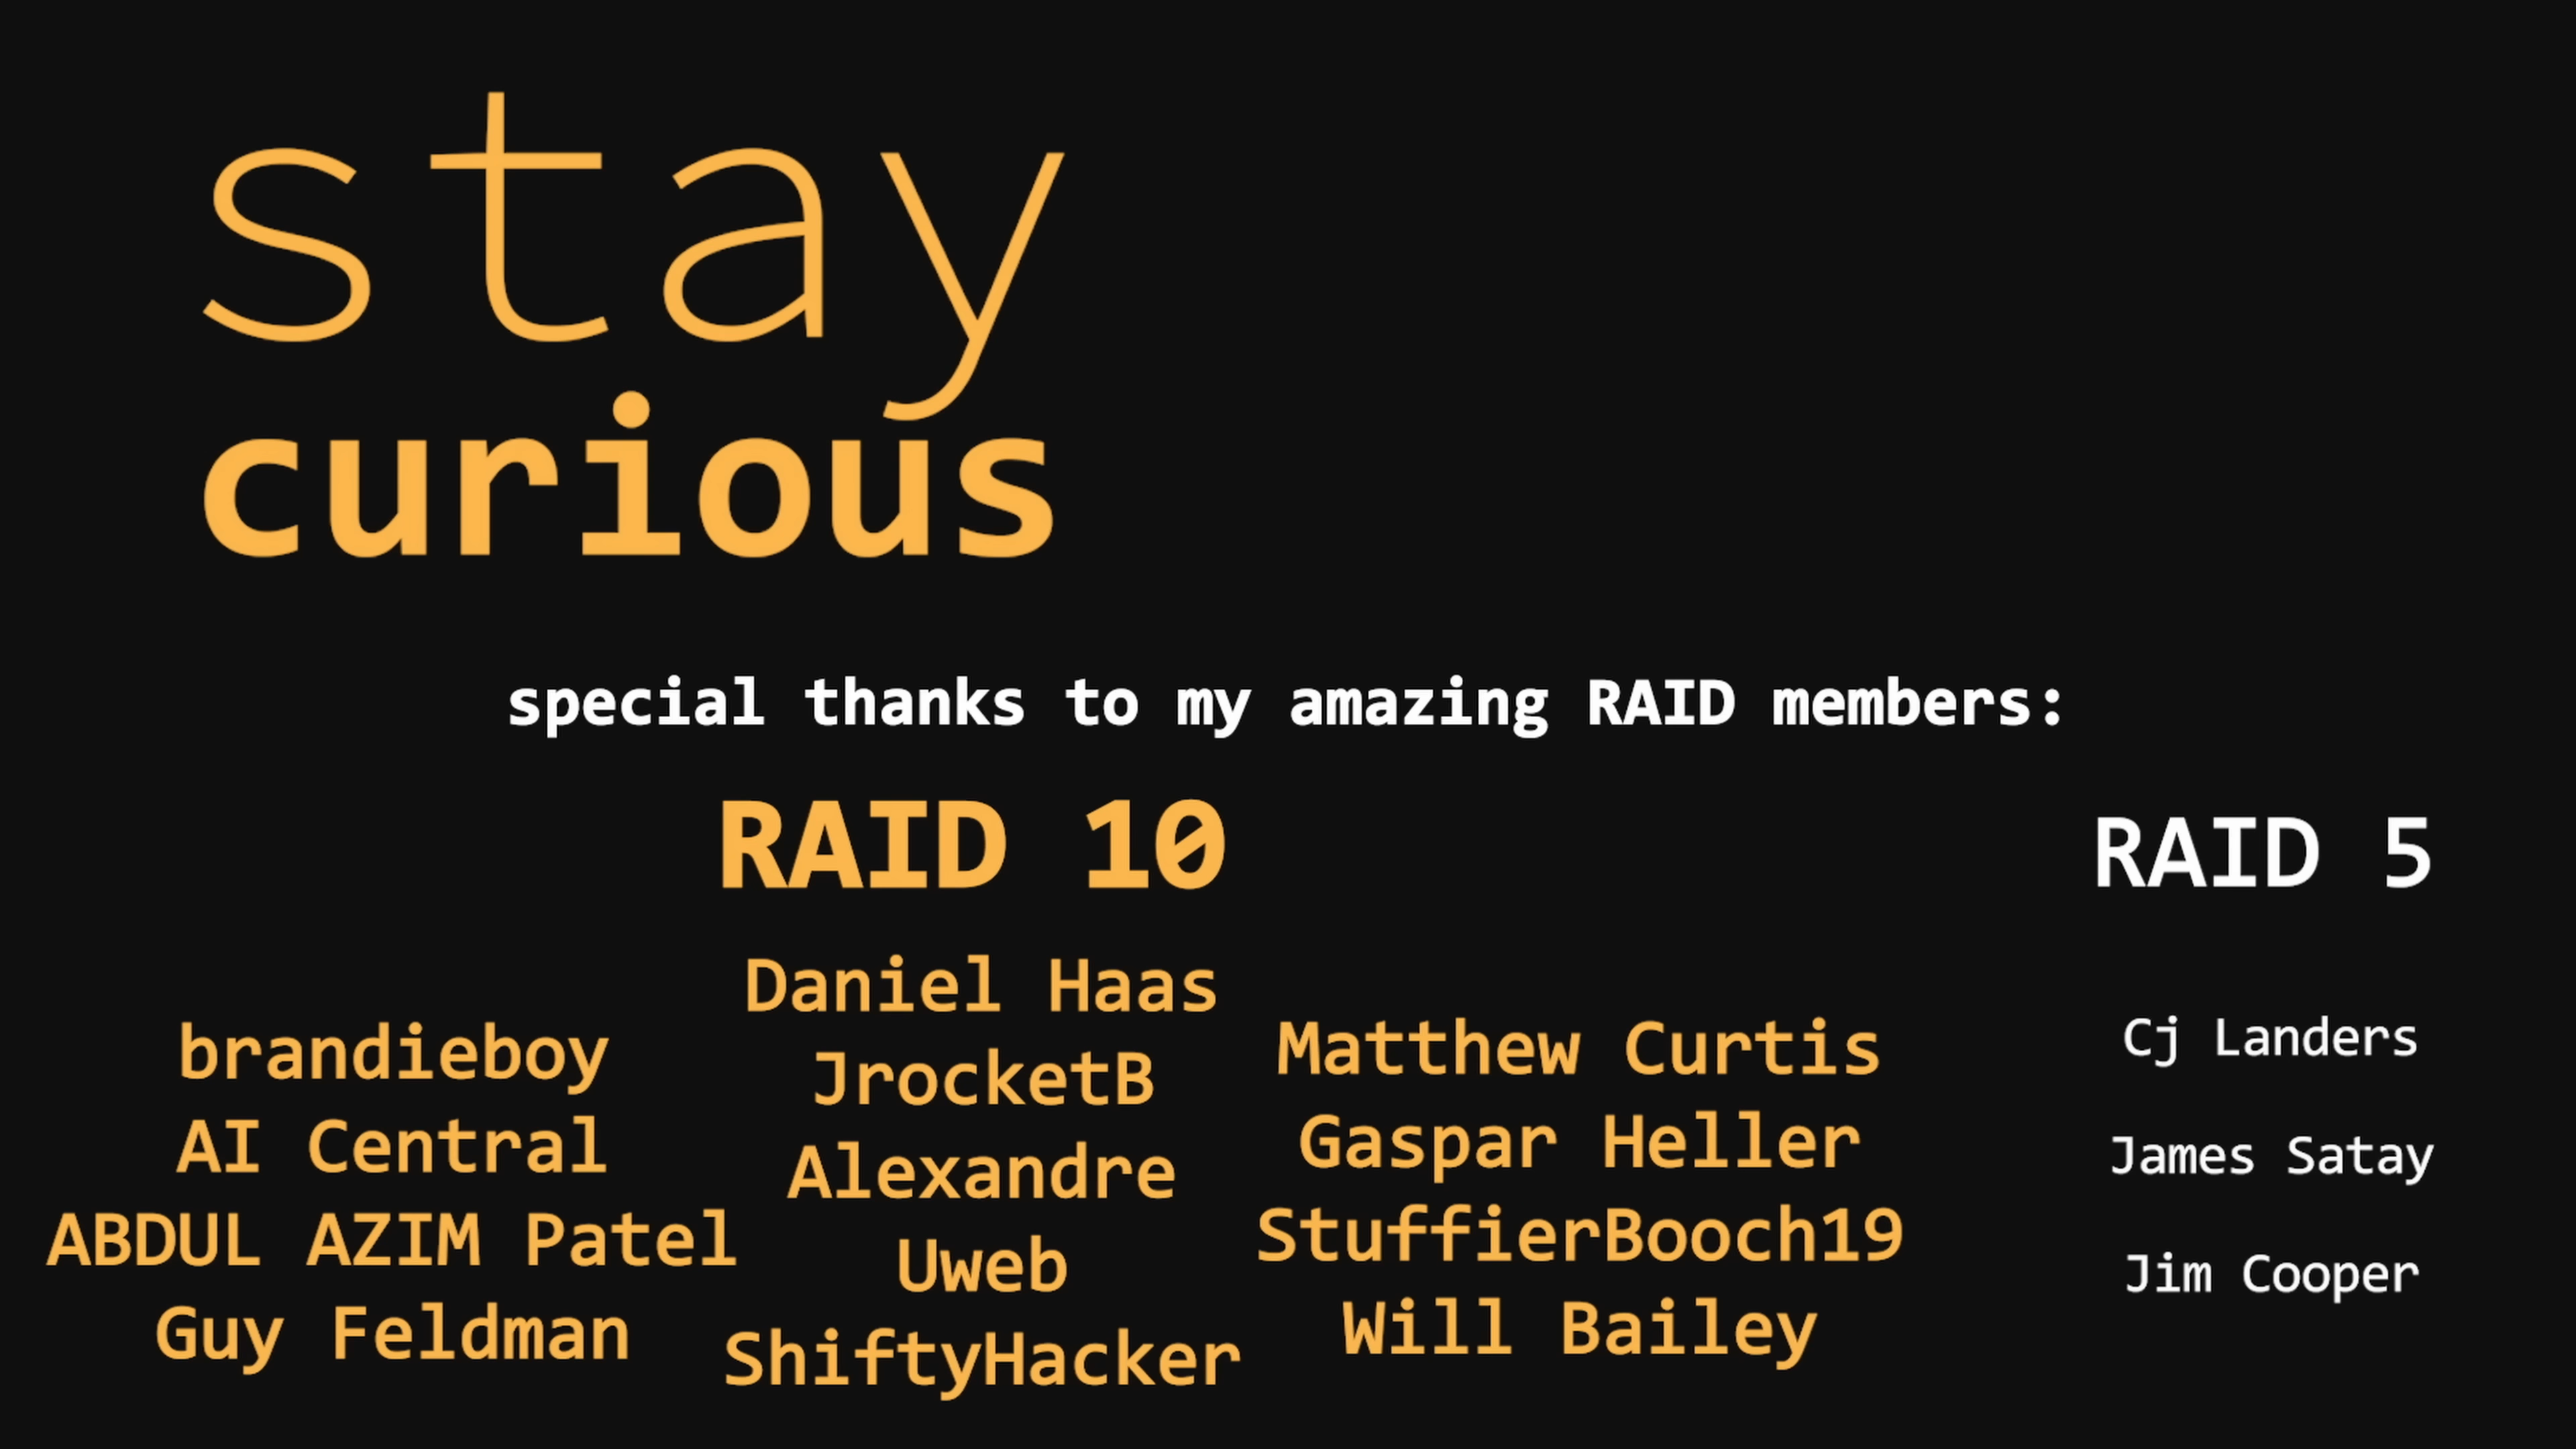 stay
curious
special thanks to my amazing RAID members:
RAID 10
brandieboy
AI Central
ABDUL AZIM Patel
Guy Feldman
Daniel Haas
JrocketB
Alexandre
Uweb
ShiftyHacker
Matthew Curtis
Gaspar Heller
StuffierBooch19
Will Bailey
RAID 5
Cj Landers
James Satay
Jim Cooper